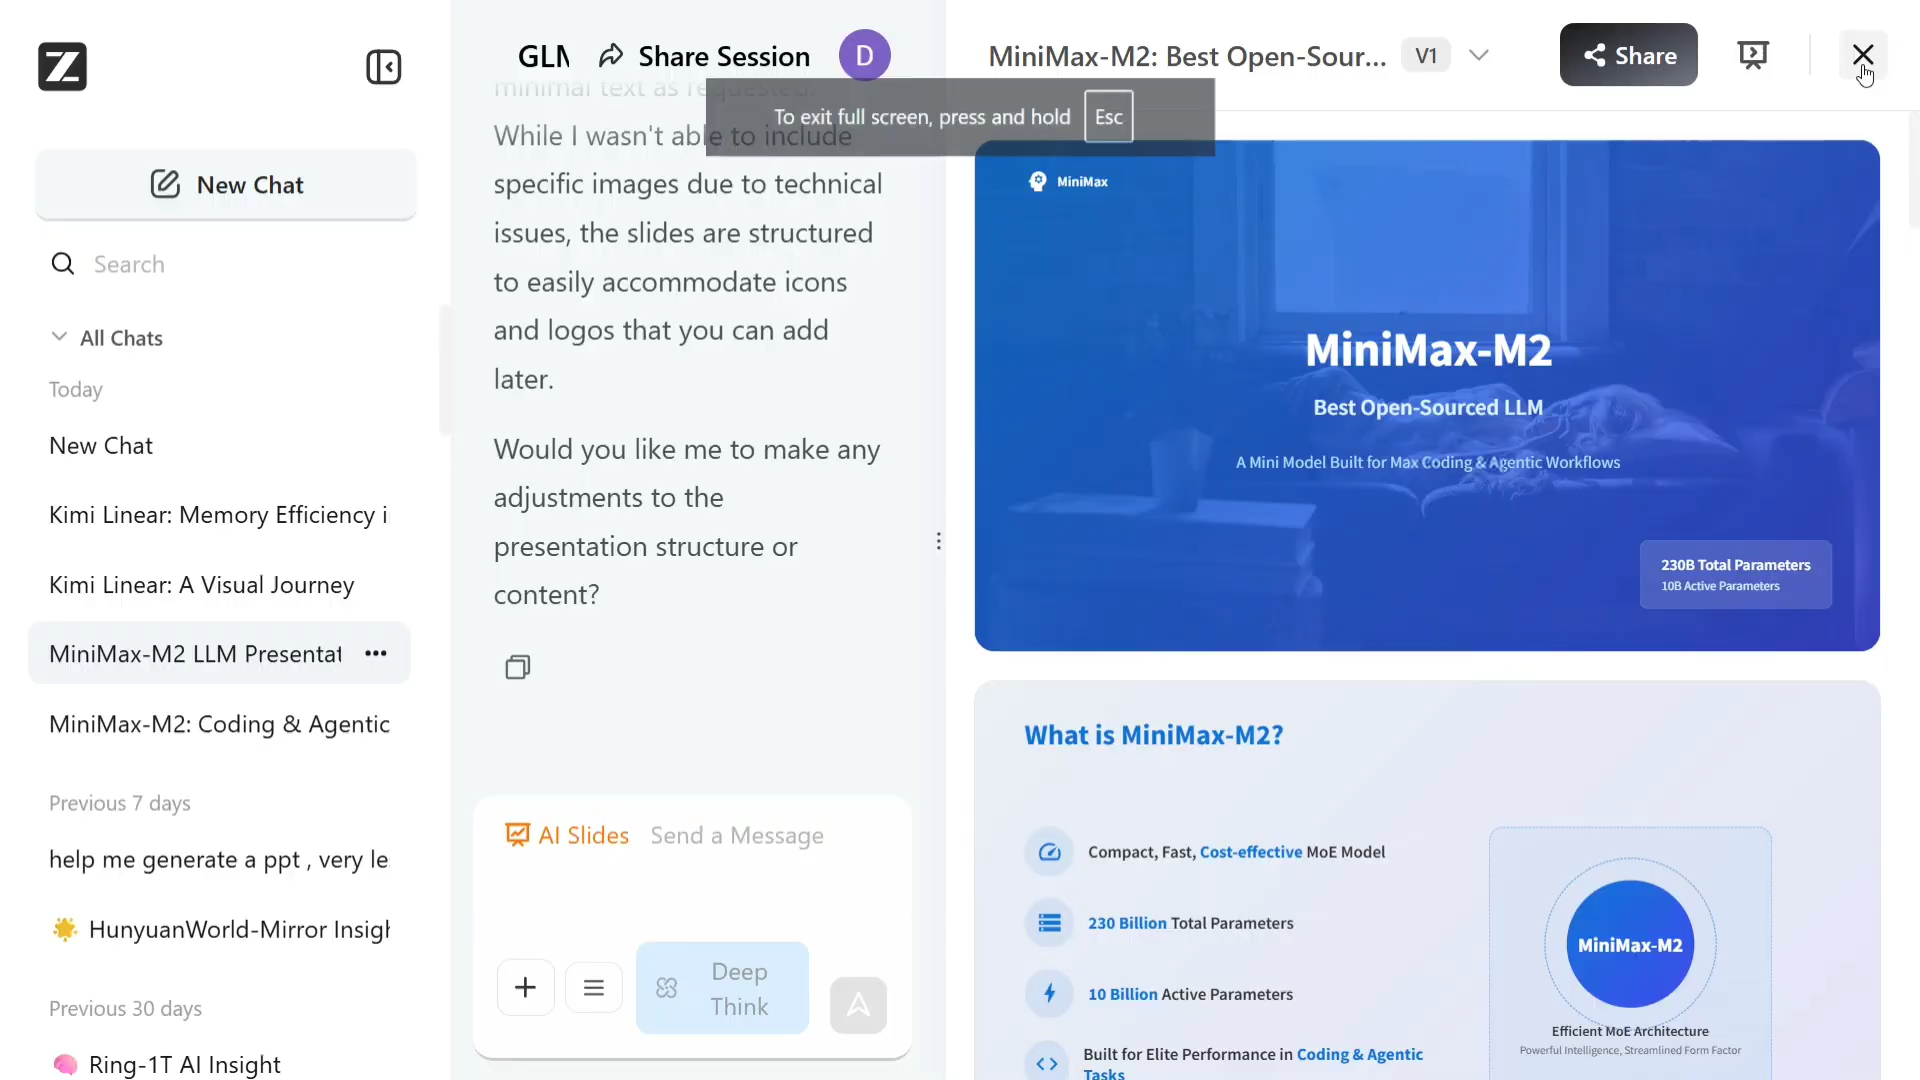 Z
New Chat
Search
All Chats
Today
New Chat
Kimi Linear: Memory Efficiency i
Kimi Linear: A Visual Journey
MiniMax-M2 LLM Presentat
MiniMax-M2: Coding & Agentic
Previous 7 days
help me generate a ppt , very le
HunyuanWorld-Mirror Insigh
Previous 30 days
Ring-1T AI Insight
GLM
Share Session
D
To exit full screen, press and hold Esc
minimal text as requested.
While I wasn't able to include
specific images due to technical
issues, the slides are structured
to easily accommodate icons
and logos that you can add
later.
Would you like me to make any
adjustments to the
presentation structure or
content?
AI Slides Send a Message
Deep
Think
MiniMax-M2: Best Open-Sour... V1
Share
MiniMax
MiniMax-M2
Best Open-Sourced LLM
A Mini Model Built for Max Coding & Agentic Workflows
230B Total Parameters
10B Active Parameters
What is MiniMax-M2?
Compact, Fast, Cost-effective MoE Model
230 Billion Total Parameters
10 Billion Active Parameters
Built for Elite Performance in Coding & Agentic
Tasks
MiniMax-M2
Efficient MoE Architecture
Powerful Intelligence, Streamlined Form Factor